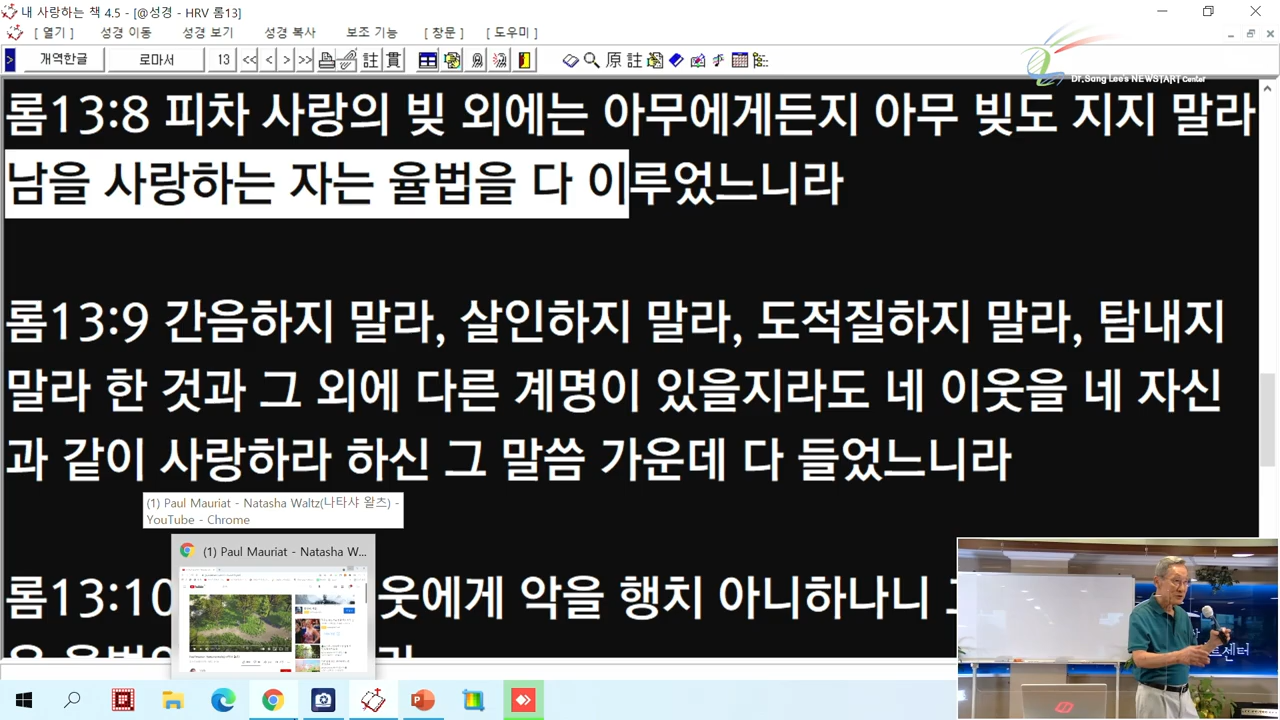 내 사랑하는 책 4.5 - [@성경 - HRV 롬13]
[ 열기 ] 성경 이동 성경 보기 성경 복사 보조 기능 [ 창문 ] [ 도우미 ]
> 개역한글 로마서 13 << < > >> 註 貫 原 註
Dr.Sang Lee's NEWSTART Center
롬13:8 피차 사랑의 빚 외에는 아무에게든지 아무 빚도 지지 말라
남을 사랑하는 자는 율법을 다 이루었느니라
롬13:9 간음하지 말라, 살인하지 말라, 도적질하지 말라, 탐내지
말라 한 것과 그 외에 다른 계명이 있을지라도 네 이웃을 네 자신
과 같이 사랑하라 하신 그 말씀 가운데 다 들었느니라
(1) Paul Mauriat - Natasha Waltz(나타샤 왈츠) -
YouTube - Chrome
(1) Paul Mauriat - Natasha W...
롬13:10 웃에게 악을 행치 아니하나니
센터